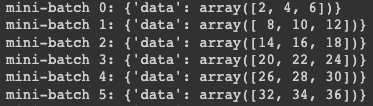 mini-batch 0: {'data': array([2, 4, 6])}
mini-batch 1: {'data': array([ 8, 10, 12])}
mini-batch 2: {'data': array([14, 16, 18])}
mini-batch 3: {'data': array([20, 22, 24])}
mini-batch 4: {'data': array([26, 28, 30])}
mini-batch 5: {'data': array([32, 34, 36])}